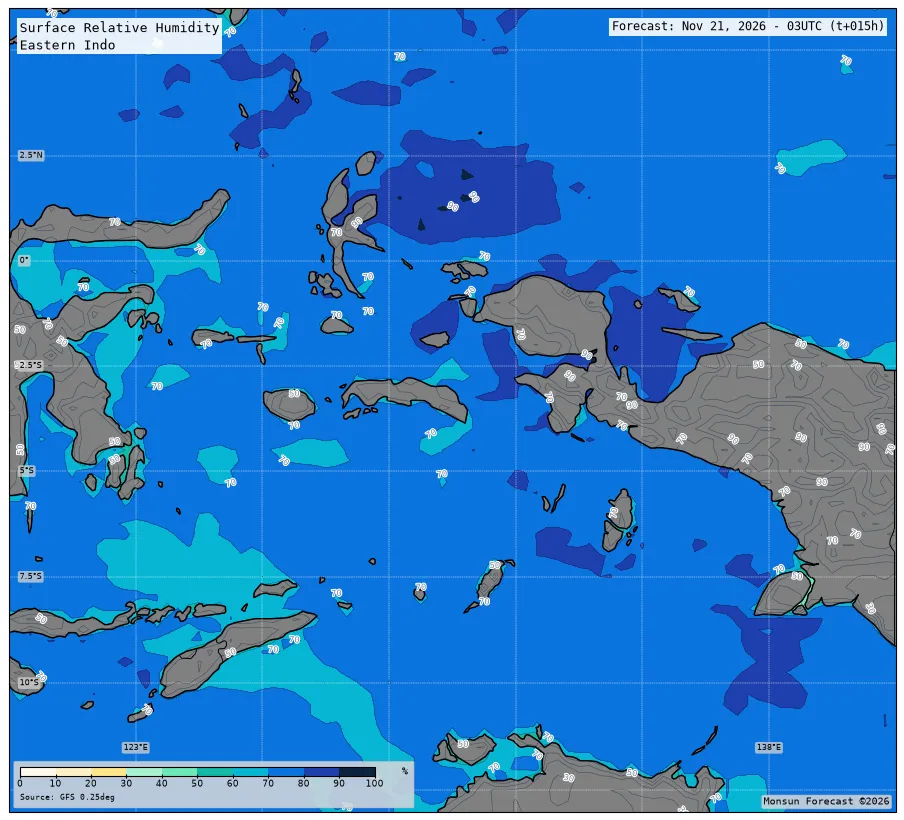 Surface Relative Humidity
Eastern Indo
Forecast: Nov 21, 2026 - 03UTC (t+015h)
2.5°N
0°
2.5°S
5°S
7.5°S
10°S
123°E
138°E
%
0 10 20 30 40 50 60 70 80 90 100
Source: GFS 0.25deg
Monsun Forecast ©2026